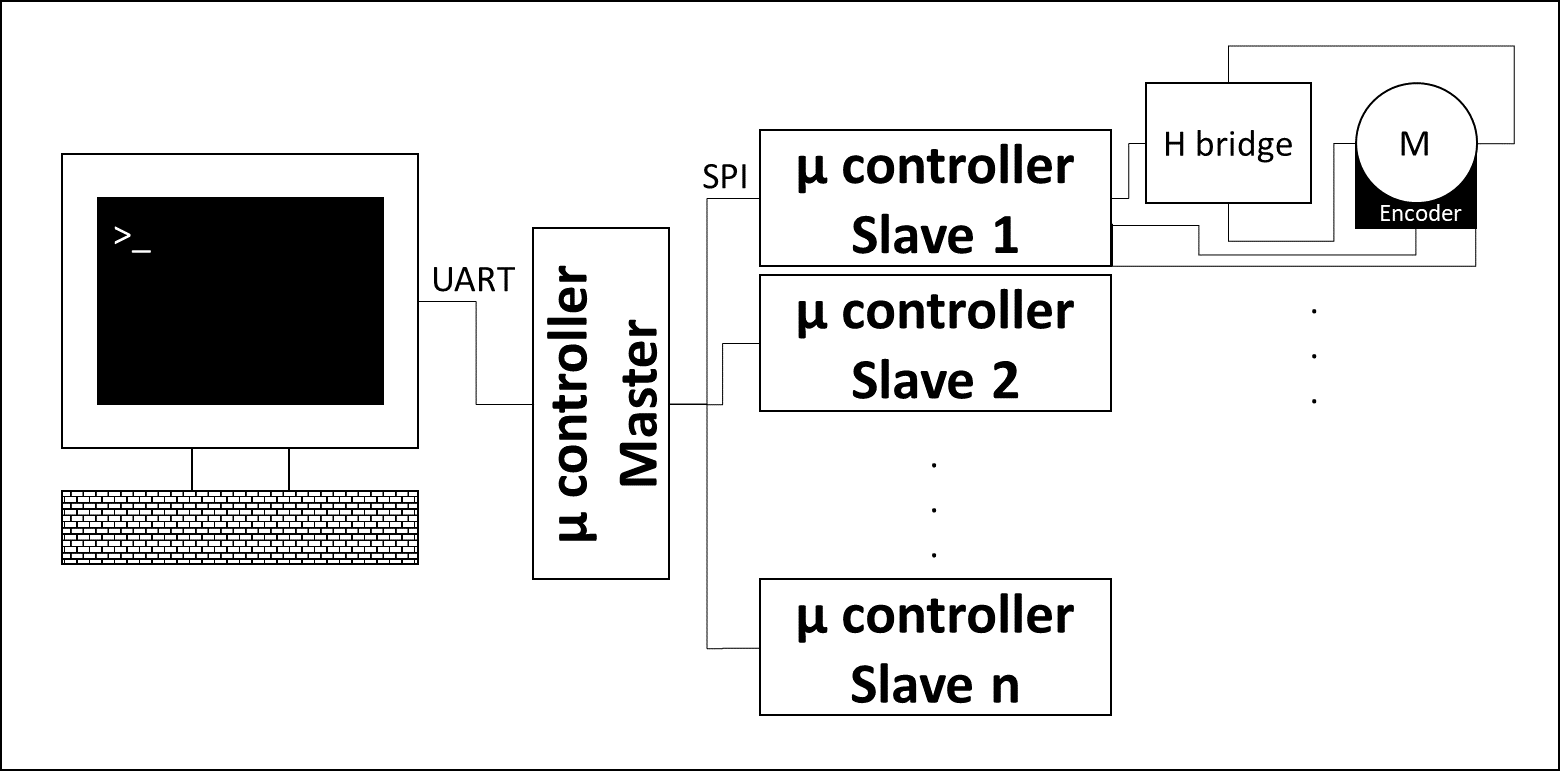 >_
UART
µ controller
Master
SPI
µ controller
Slave 1
H bridge
M
Encoder
µ controller
Slave 2
.
.
.
.
.
.
µ controller
Slave n